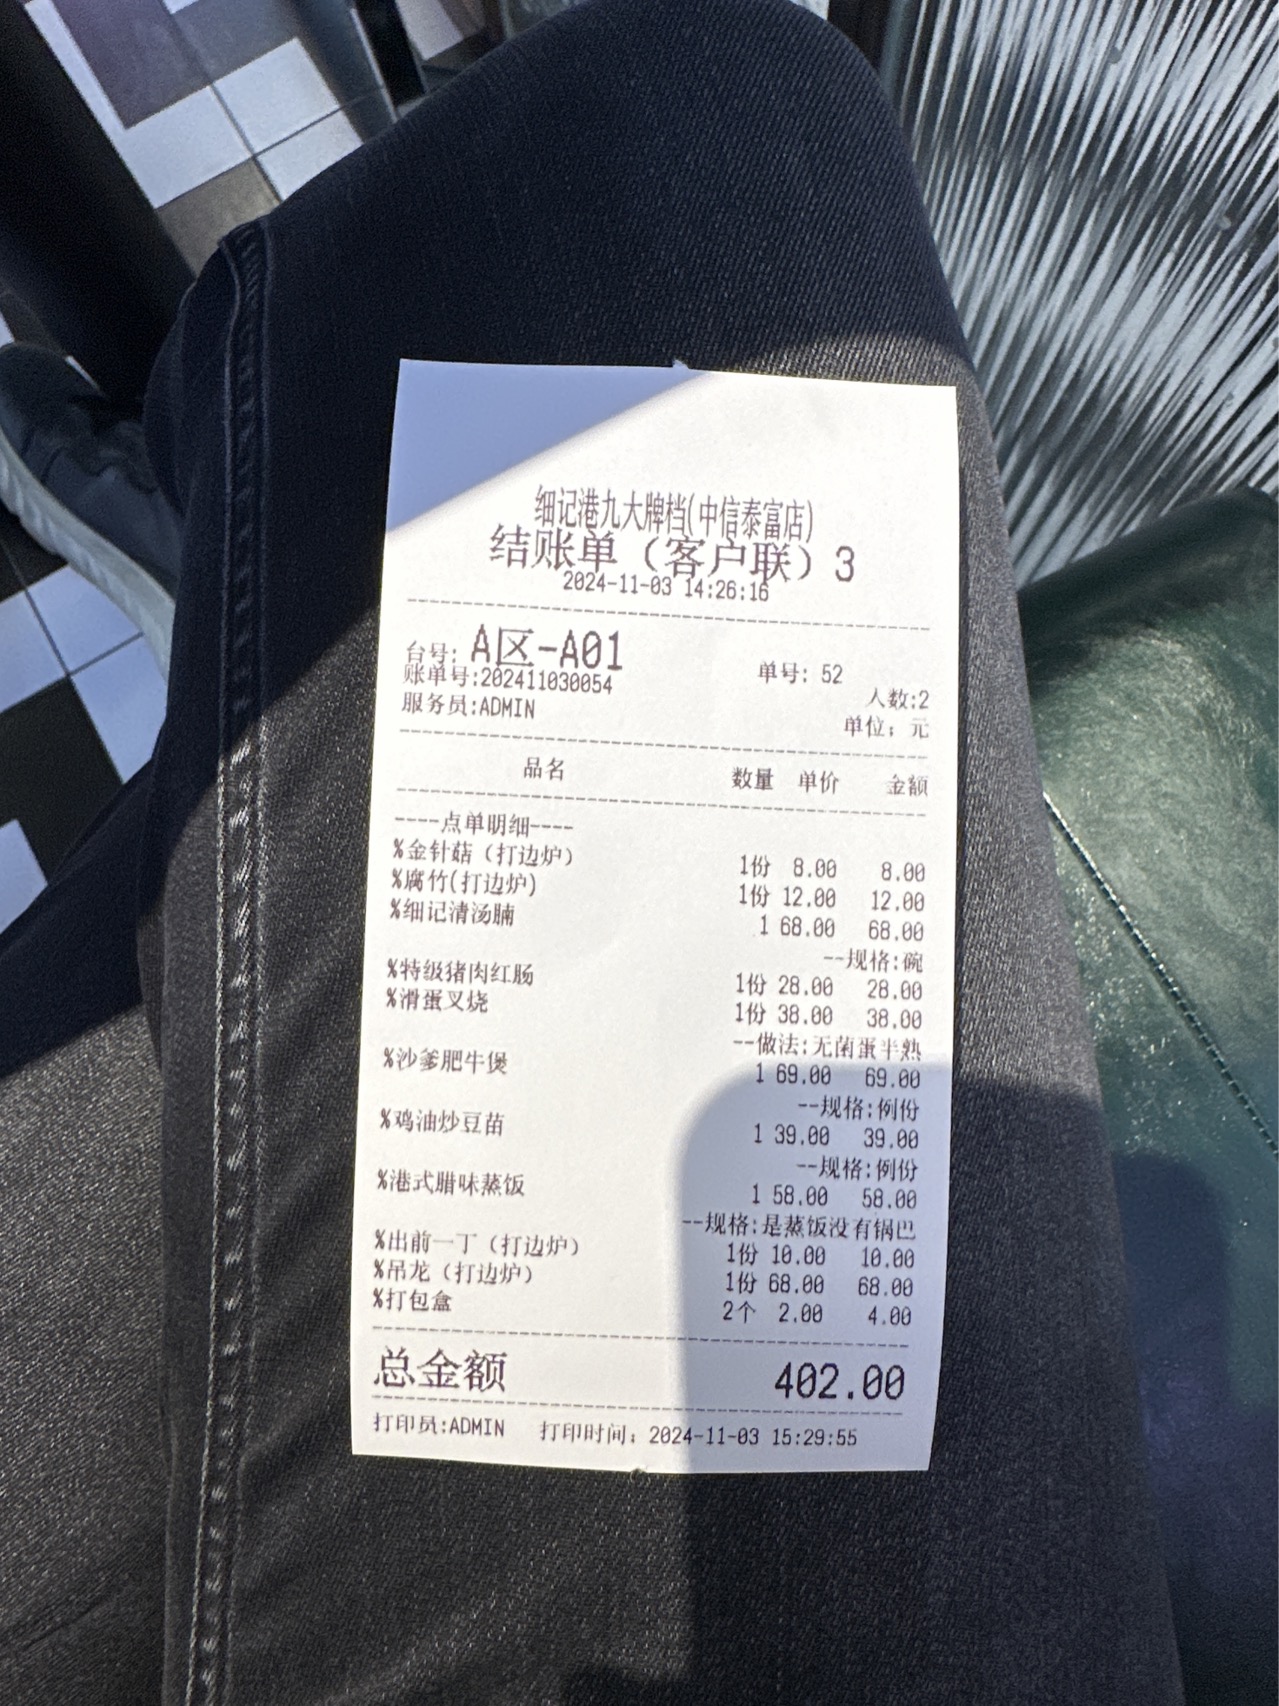 细记港九大牌档(中信泰富店)
结账单（客户联）3
2024-11-03 14:26:16
台号: A区-A01 单号: 52
账单号:202411030054 人数:2
服务员:ADMIN 单位: 元
品名 数量 单价 金额
----点单明细----
%金针菇（打边炉） 1份 8.00 8.00
%腐竹(打边炉) 1份 12.00 12.00
%细记清汤腩 1 68.00 68.00
--规格:碗
%特级猪肉红肠 1份 28.00 28.00
%滑蛋叉烧 1份 38.00 38.00
--做法:无菌蛋半熟
%沙爹肥牛煲 1 69.00 69.00
--规格:例份
%鸡油炒豆苗 1 39.00 39.00
--规格:例份
%港式腊味蒸饭 1 58.00 58.00
--规格:是蒸饭没有锅巴
%出前一丁（打边炉） 1份 10.00 10.00
%吊龙（打边炉） 1份 68.00 68.00
%打包盒 2个 2.00 4.00
总金额 402.00
打印员:ADMIN 打印时间: 2024-11-03 15:29:55